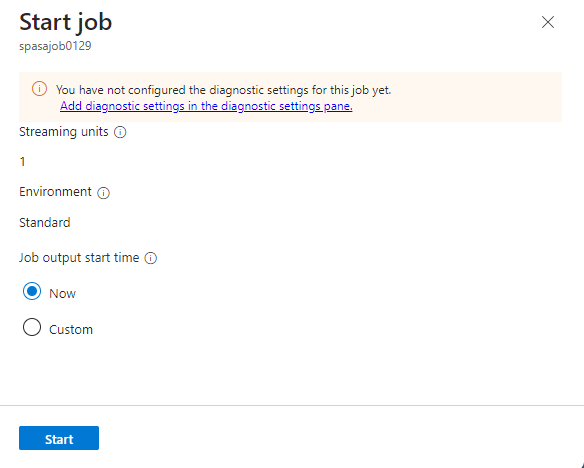 Start job
spasajob0129
You have not configured the diagnostic settings for this job yet.
Add diagnostic settings in the diagnostic settings pane.
Streaming units
1
Environment
Standard
Job output start time
Now
Custom
Start